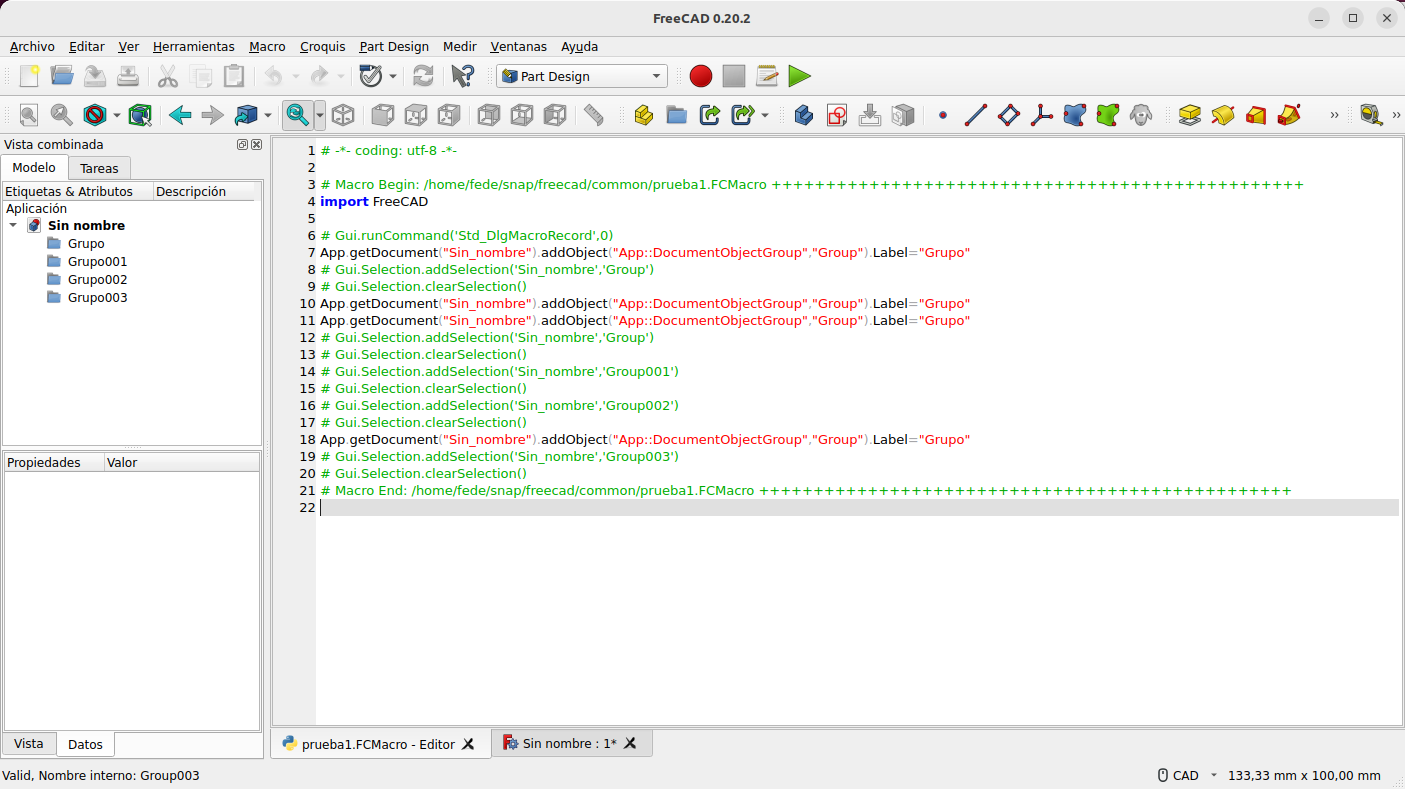 FreeCAD 0.20.2
Archivo Editar Ver Herramientas Macro Croquis Part Design Medir Ventanas Ayuda
Part Design
Vista combinada
Modelo Tareas
Etiquetas & Atributos Descripción
Aplicación
Sin nombre
Grupo
Grupo001
Grupo002
Grupo003
Propiedades Valor
Vista Datos
1 # -*- coding: utf-8 -*-
2
3 # Macro Begin: /home/fede/snap/freecad/common/prueba1.FCMacro +++++++++++++++++++++++++++++++++++++++++++++++++
4 import FreeCAD
5
6 # Gui.runCommand('Std_DlgMacroRecord',0)
7 App.getDocument("Sin_nombre").addObject("App::DocumentObjectGroup","Group").Label="Grupo"
8 # Gui.Selection.addSelection('Sin_nombre','Group')
9 # Gui.Selection.clearSelection()
10 App.getDocument("Sin_nombre").addObject("App::DocumentObjectGroup","Group").Label="Grupo"
11 App.getDocument("Sin_nombre").addObject("App::DocumentObjectGroup","Group").Label="Grupo"
12 # Gui.Selection.addSelection('Sin_nombre','Group')
13 # Gui.Selection.clearSelection()
14 # Gui.Selection.addSelection('Sin_nombre','Group001')
15 # Gui.Selection.clearSelection()
16 # Gui.Selection.addSelection('Sin_nombre','Group002')
17 # Gui.Selection.clearSelection()
18 App.getDocument("Sin_nombre").addObject("App::DocumentObjectGroup","Group").Label="Grupo"
19 # Gui.Selection.addSelection('Sin_nombre','Group003')
20 # Gui.Selection.clearSelection()
21 # Macro End: /home/fede/snap/freecad/common/prueba1.FCMacro +++++++++++++++++++++++++++++++++++++++++++++++++
22
prueba1.FCMacro - Editor Sin nombre : 1*
Valid, Nombre interno: Group003 CAD 133,33 mm x 100,00 mm